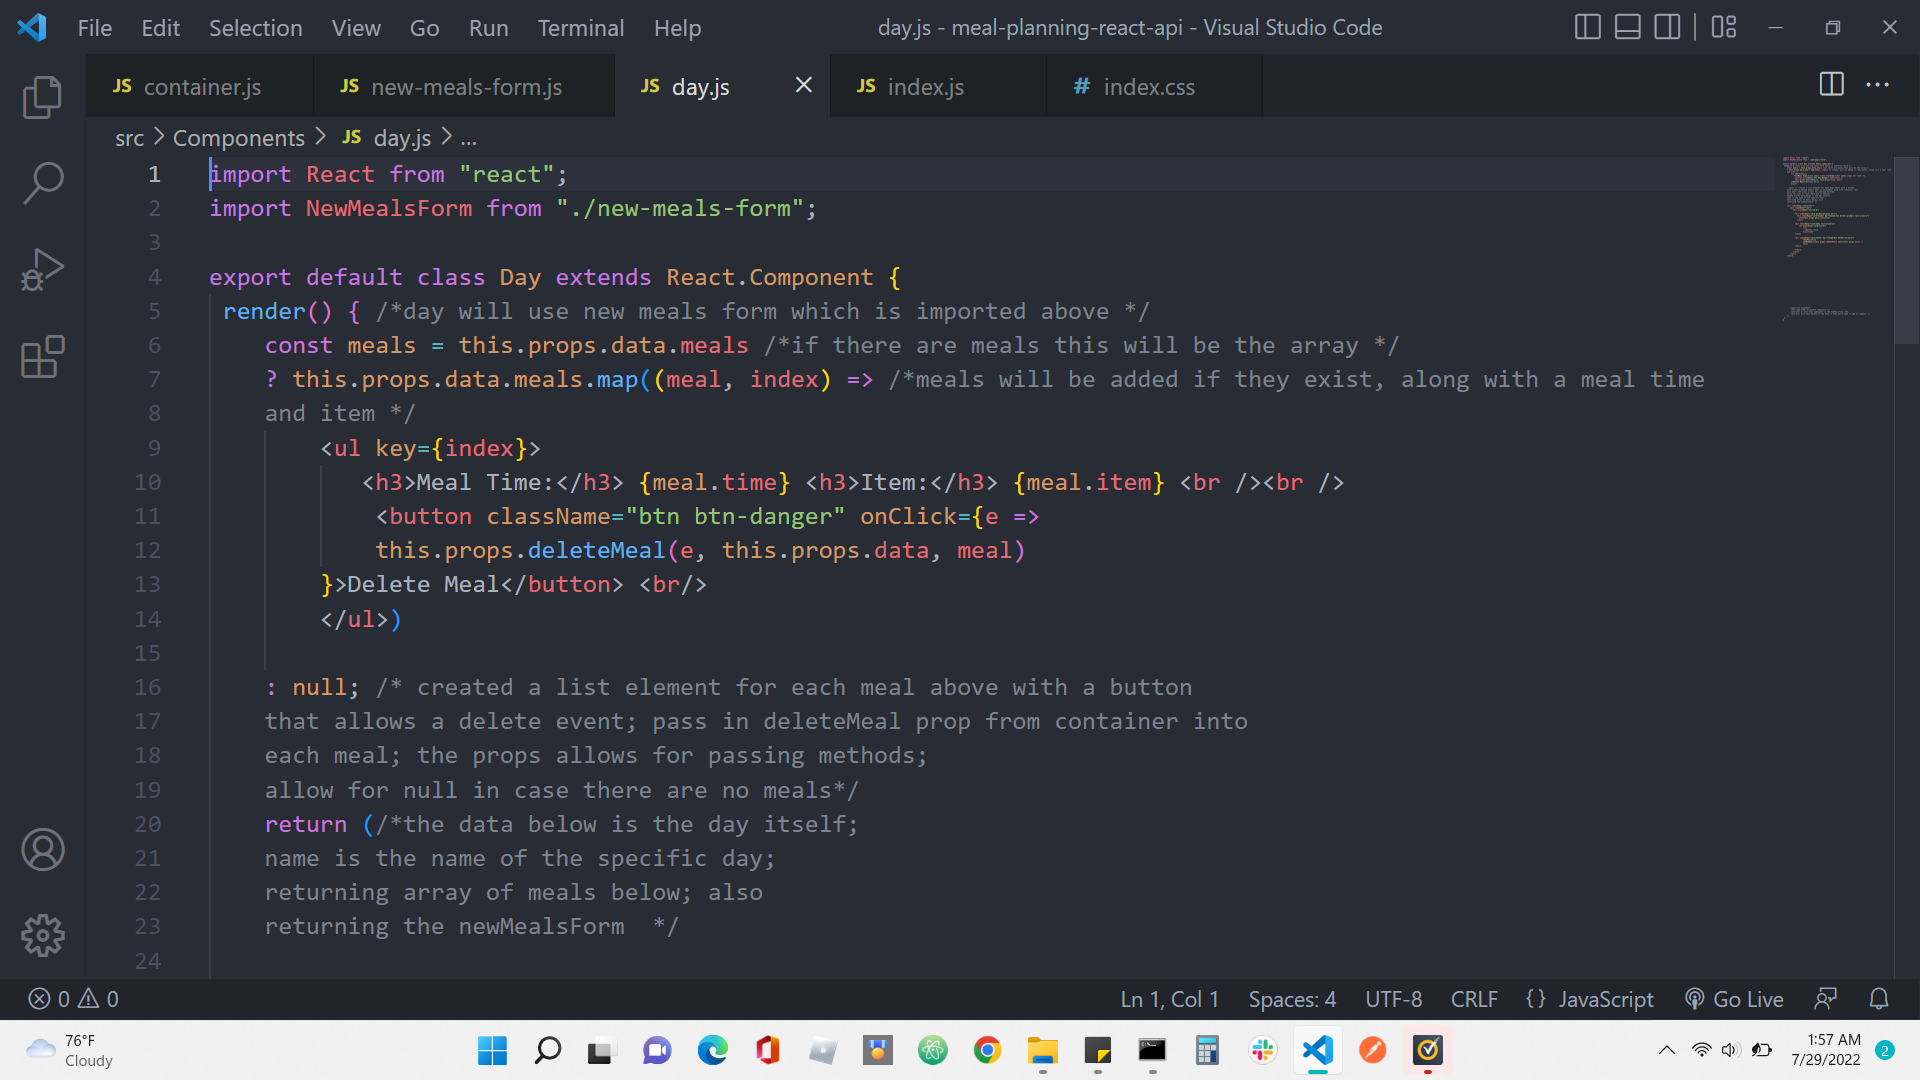 File Edit Selection View Go Run Terminal Help day.js - meal-planning-react-api - Visual Studio Code
JS container.js JS new-meals-form.js JS day.js JS index.js # index.css
src > Components > JS day.js > ...
1 import React from "react";
2 import NewMealsForm from "./new-meals-form";
3
4 export default class Day extends React.Component {
5 render() { /*day will use new meals form which is imported above */
6 const meals = this.props.data.meals /*if there are meals this will be the array */
7 ? this.props.data.meals.map((meal, index) => /*meals will be added if they exist, along with a meal time
8 and item */
9 <ul key={index}>
10 <h3>Meal Time:</h3> {meal.time} <h3>Item:</h3> {meal.item} <br /><br />
11 <button className="btn btn-danger" onClick={e =>
12 this.props.deleteMeal(e, this.props.data, meal)
13 }>Delete Meal</button> <br/>
14 </ul>)
15
16 : null; /* created a list element for each meal above with a button
17 that allows a delete event; pass in deleteMeal prop from container into
18 each meal; the props allows for passing methods;
19 allow for null in case there are no meals*/
20 return (/*the data below is the day itself;
21 name is the name of the specific day;
22 returning array of meals below; also
23 returning the newMealsForm  */
24
0 0 Ln 1, Col 1 Spaces: 4 UTF-8 CRLF {} JavaScript Go Live
76°F
Cloudy
1:57 AM
7/29/2022
2